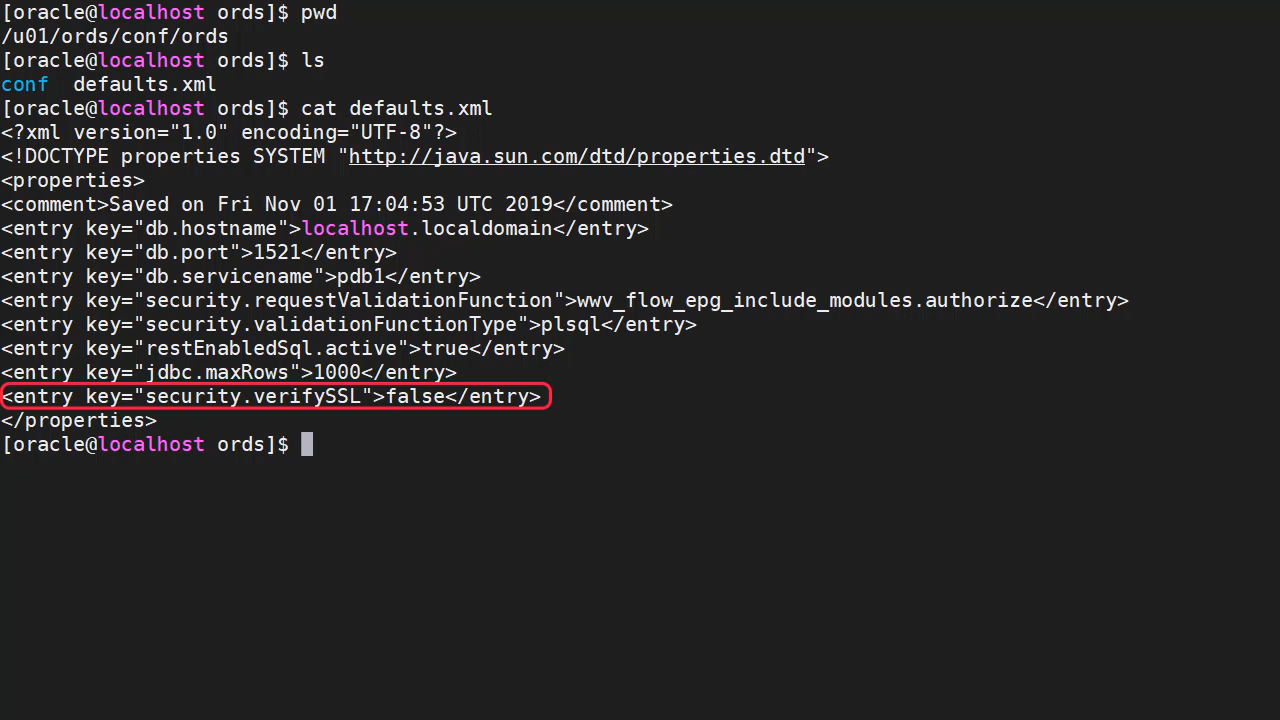 [oracle@localhost ords]$ pwd
/u01/ords/conf/ords
[oracle@localhost ords]$ ls
conf  defaults.xml
[oracle@localhost ords]$ cat defaults.xml
<?xml version="1.0" encoding="UTF-8"?>
<!DOCTYPE properties SYSTEM "http://java.sun.com/dtd/properties.dtd">
<properties>
<comment>Saved on Fri Nov 01 17:04:53 UTC 2019</comment>
<entry key="db.hostname">localhost.localdomain</entry>
<entry key="db.port">1521</entry>
<entry key="db.servicename">pdb1</entry>
<entry key="security.requestValidationFunction">wwv_flow_epg_include_modules.authorize</entry>
<entry key="security.validationFunctionType">plsql</entry>
<entry key="restEnabledSql.active">true</entry>
<entry key="jdbc.maxRows">1000</entry>
<entry key="security.verifySSL">false</entry>
</properties>
[oracle@localhost ords]$